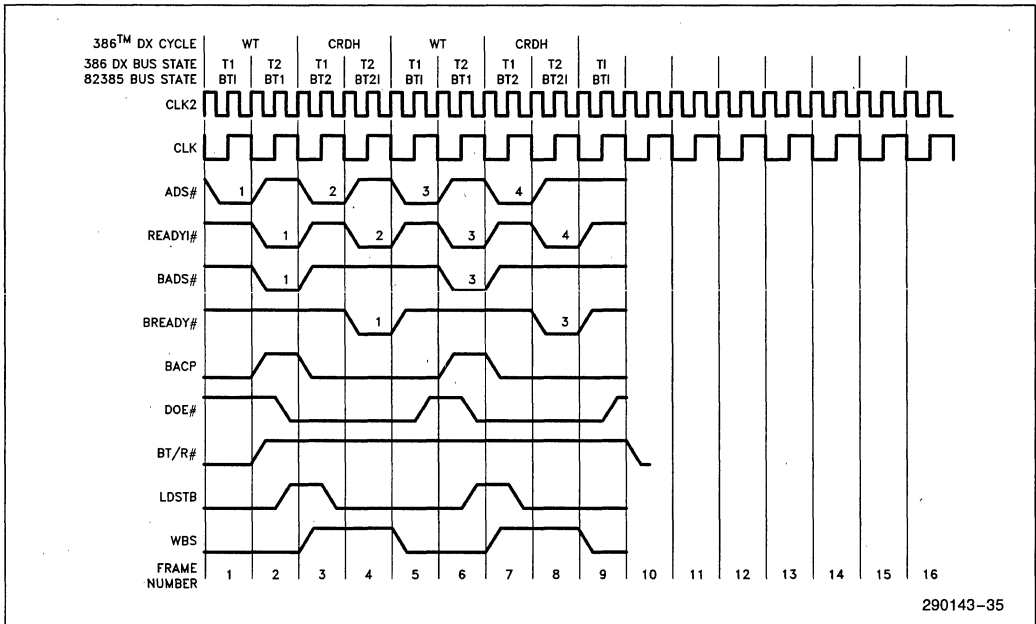 386™ DX CYCLE WT CRDH WT CRDH
386 DX BUS STATE T1 T2 T1 T2 T1 T2 T1 T2 TI
82385 BUS STATE BTI BT1 BT2 BT2I BTI BT1 BT2 BT2I BTI
CLK2
CLK
ADS# 1 2 3 4
READYI# 1 2 3 4
BADS# 1 3
BREADY# 1 3
BACP
DOE#
BT/R#
LDSTB
WBS
FRAME
NUMBER 1 2 3 4 5 6 7 8 9 10 11 12 13 14 15 16
290143-35